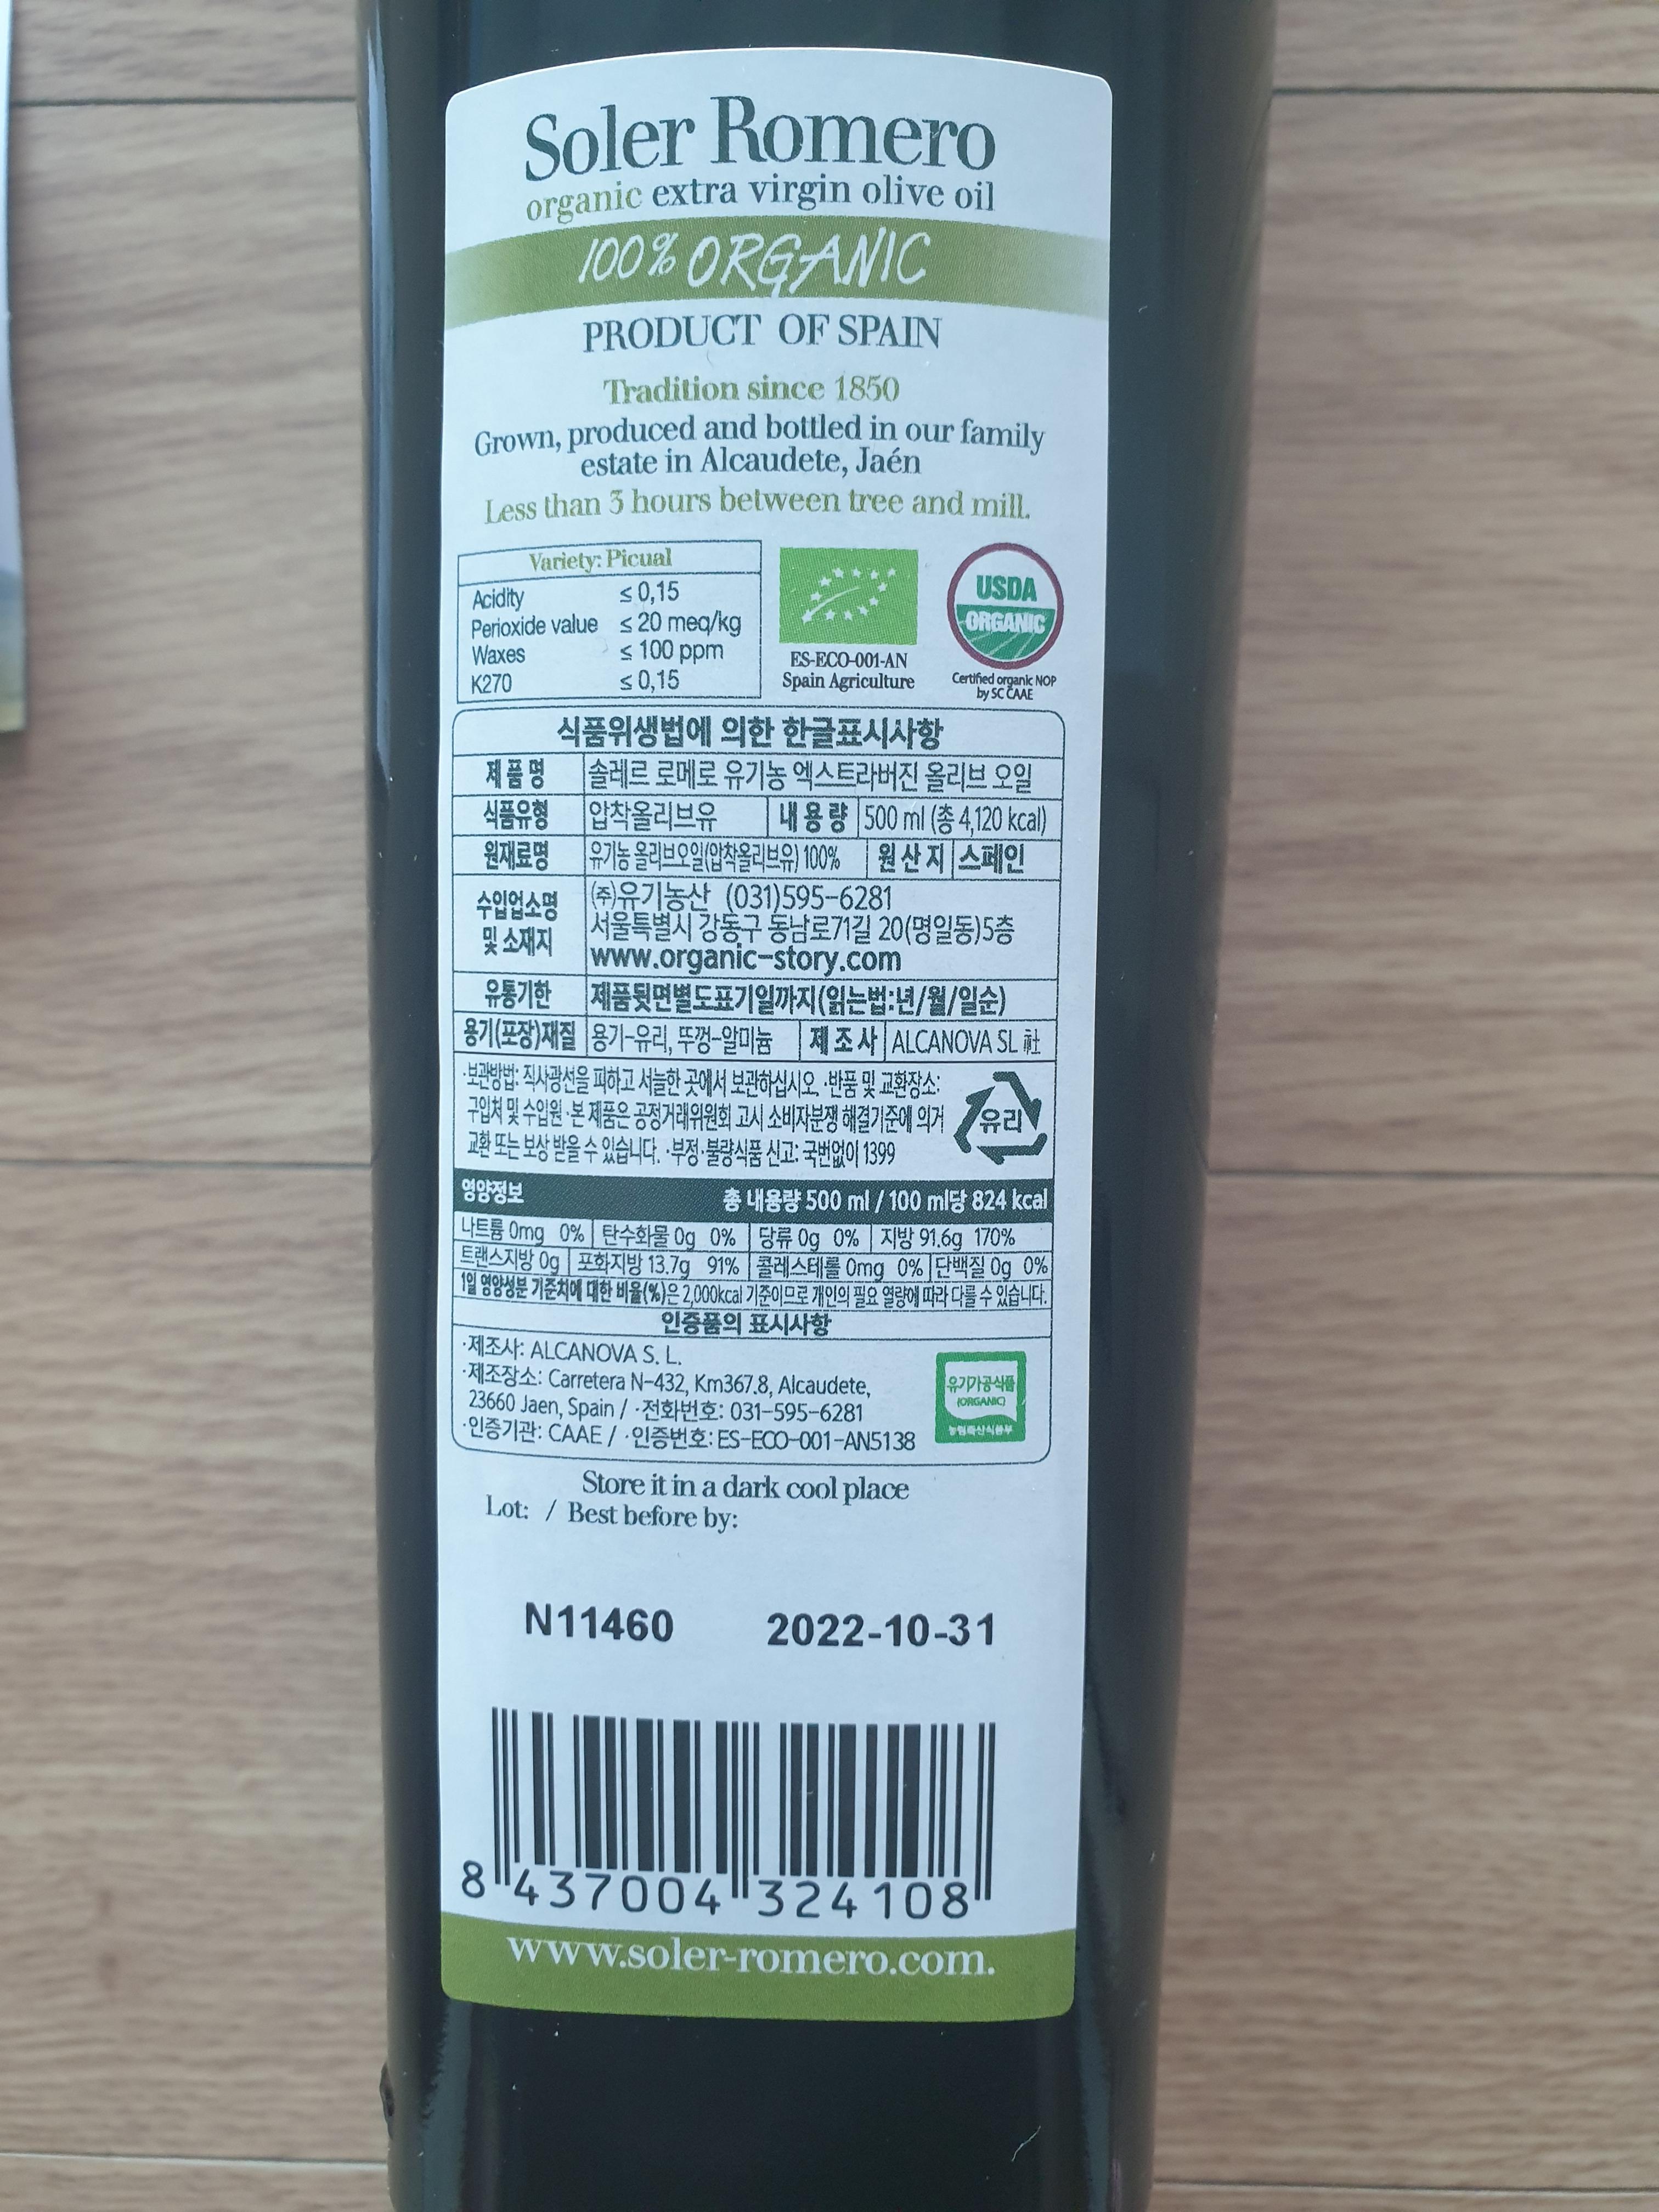 Soler Romero
organic extra virgin olive oil
100% ORGANIC
PRODUCT OF SPAIN
Tradition since 1850
Grown, produced and bottled in our family
estate in Alcaudete, Jaén
Less than 3 hours between tree and mill.
Variety: Picual
Acidity ≤ 0,15
Perioxide value ≤ 20 meq/kg
Waxes ≤ 100 ppm
K270 ≤ 0,15
ES-ECO-001-AN
Spain Agriculture
USDA
ORGANIC
Certified organic NOP
by SC CAAE
식품위생법에 의한 한글표시사항
제품명 솔레르 로메로 유기농 엑스트라버진 올리브 오일
식품유형 압착올리브유 내용량 500 ml (총 4,120 kcal)
원재료명 유기농 올리브오일(압착올리브유) 100% 원산지 스페인
수입업소명 및 소재지 (주)유기농산 (031)595-6281
서울특별시 강동구 동남로71길 20(명일동)5층
www.organic-story.com
유통기한 제품뒷면별도표기일까지(읽는법:년/월/일순)
용기(포장)재질 용기-유리, 뚜껑-알미늄 제조사 ALCANOVA SL 社
·보관방법: 직사광선을 피하고 서늘한 곳에서 보관하십시오. ·반품 및 교환장소:
구입처 및 수입원 ·본 제품은 공정거래위원회 고시 소비자분쟁 해결기준에 의거
교환 또는 보상 받을 수 있습니다. ·부정·불량식품 신고: 국번없이 1399
유리
영양정보 총 내용량 500 ml / 100 ml당 824 kcal
나트륨 0mg 0% 탄수화물 0g 0% 당류 0g 0% 지방 91.6g 170%
트랜스지방 0g 포화지방 13.7g 91% 콜레스테롤 0mg 0% 단백질 0g 0%
1일 영양성분 기준치에 대한 비율(%)은 2,000kcal 기준이므로 개인의 필요 열량에 따라 다를 수 있습니다.
인증품의 표시사항
·제조사: ALCANOVA S. L.
·제조장소: Carretera N-432, Km367.8, Alcaudete,
23660 Jaen, Spain / ·전화번호: 031-595-6281
·인증기관: CAAE / ·인증번호: ES-ECO-001-AN5138
유기가공식품
(ORGANIC)
농림축산식품부
Store it in a dark cool place
Lot: / Best before by:
N11460 2022-10-31
8 437004 324108
www.soler-romero.com.